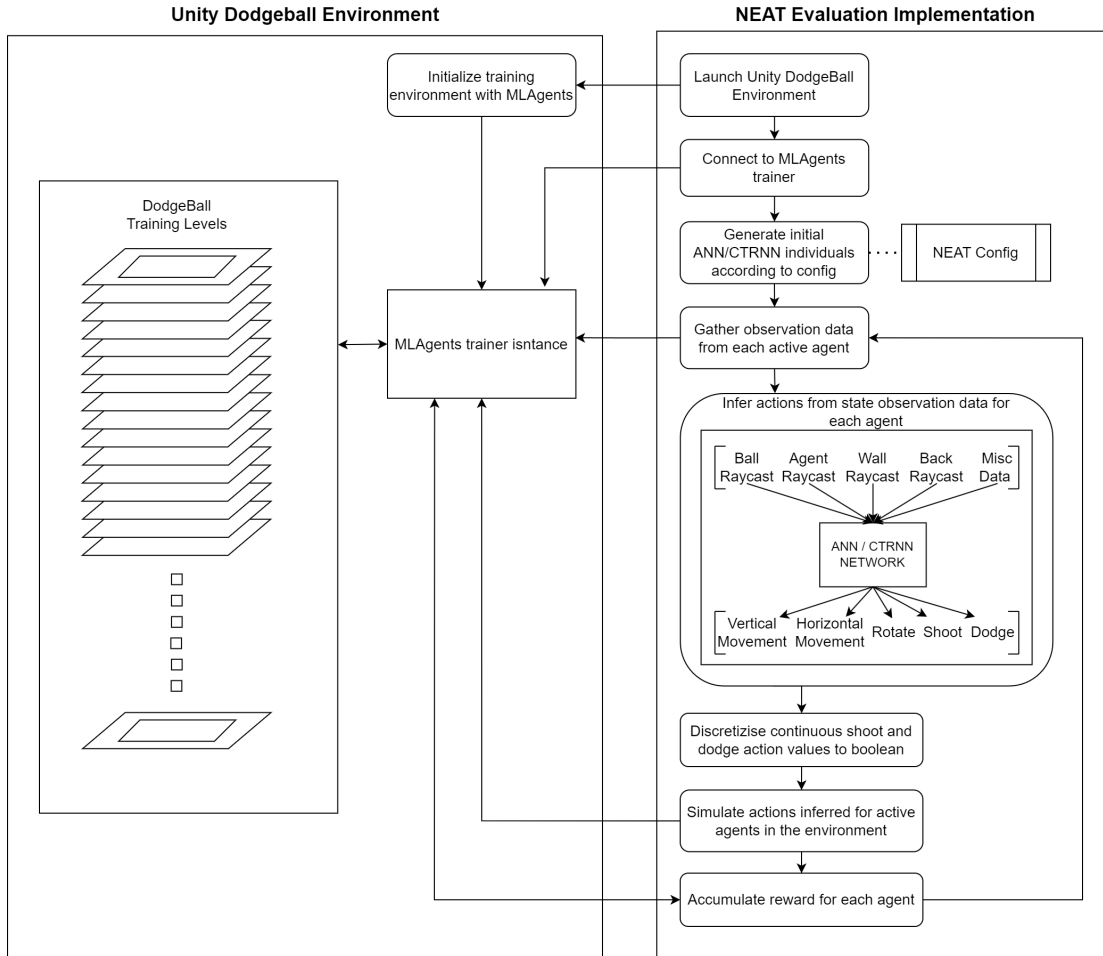 Unity Dodgeball Environment
NEAT Evaluation Implementation
Initialize training
environment with MLAgents
Launch Unity DodgeBall
Environment
Connect to MLAgents
trainer
DodgeBall
Training Levels
Generate initial
ANN/CTRNN individuals
according to config
NEAT Config
MLAgents trainer isntance
Gather observation data
from each active agent
Infer actions from state observation data for
each agent
Ball
Raycast
Agent
Raycast
Wall
Raycast
Back
Raycast
Misc
Data
ANN / CTRNN
NETWORK
Vertical
Movement
Horizontal
Movement
Rotate
Shoot
Dodge
Discretizise continuous shoot and
dodge action values to boolean
Simulate actions inferred for active
agents in the environment
Accumulate reward for each agent